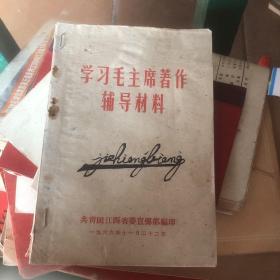 学习毛主席著作
辅导材料
共青团江西省委宣传部编印
一九六六年十一月二十二日